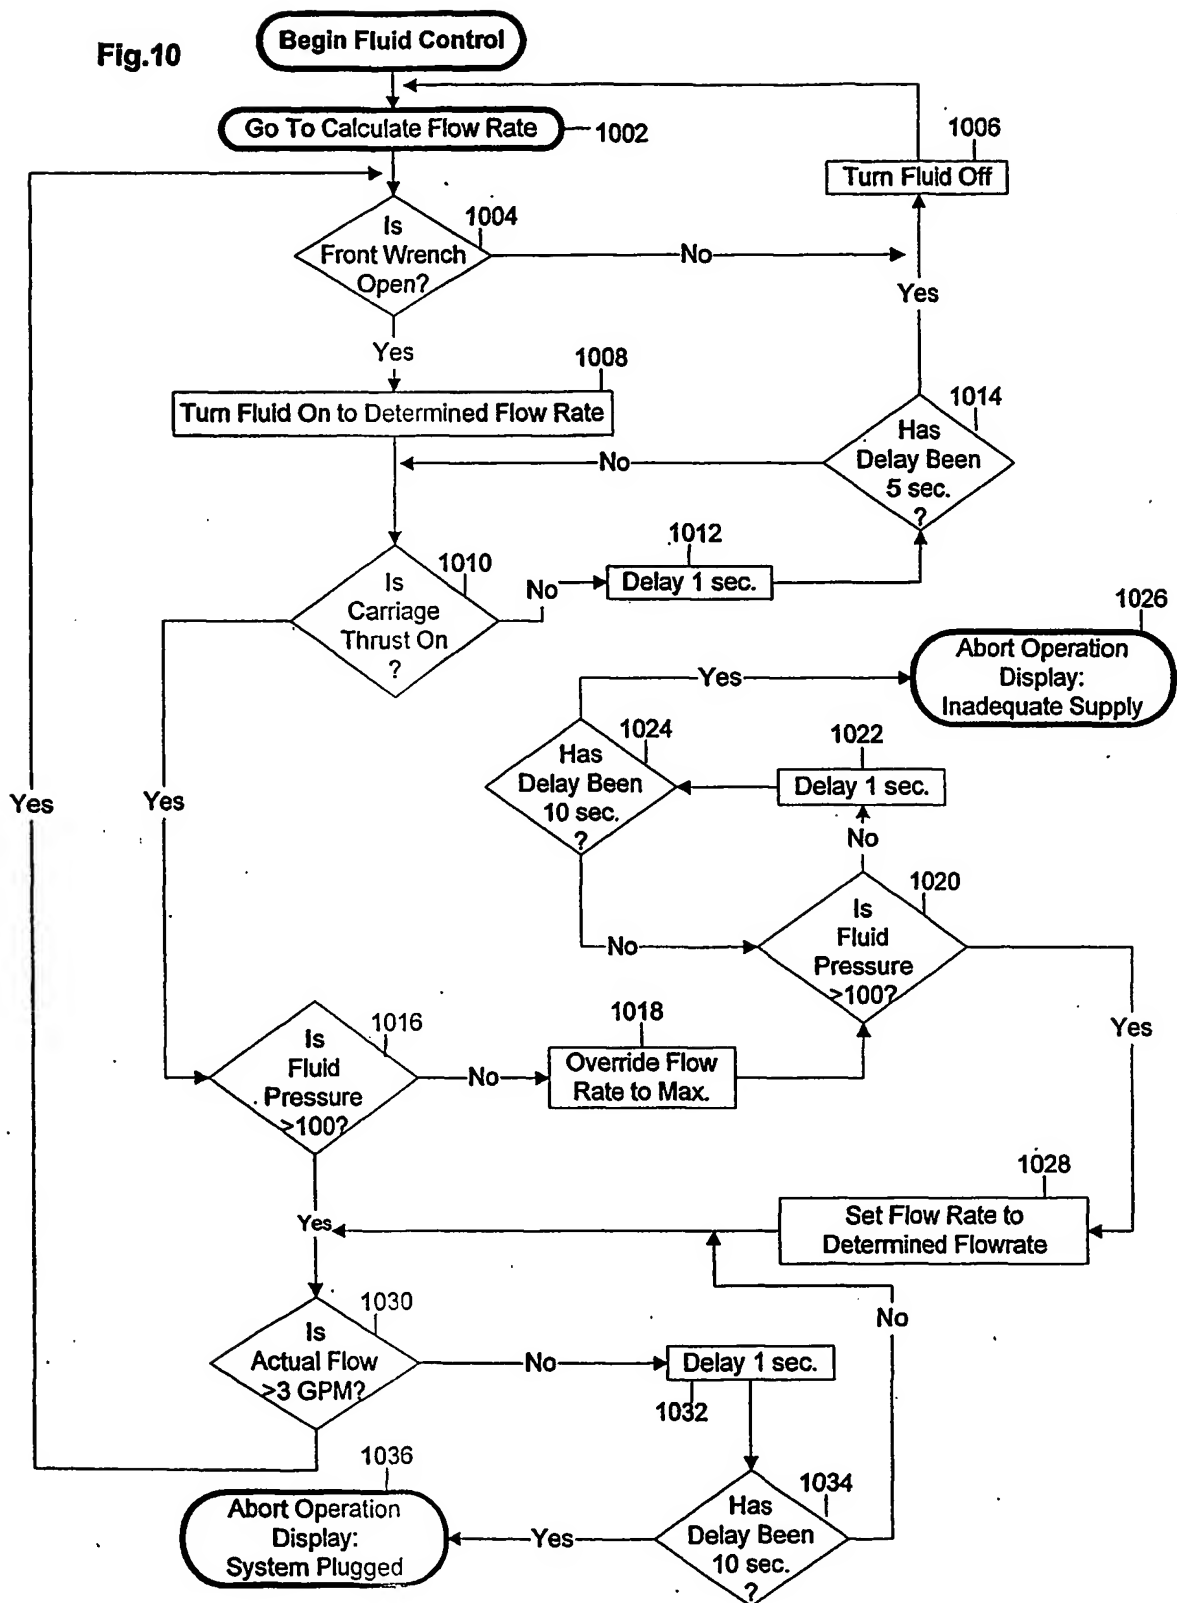 Fig.10
Begin Fluid Control
Go To Calculate Flow Rate
1002
1006
Turn Fluid Off
Is
Front Wrench
Open?
1004
No
Yes
Yes
1008
Turn Fluid On to Determined Flow Rate
1014
Has
Delay Been
5 sec.
?
No
1010
Is
Carriage
Thrust On
?
No
1012
Delay 1 sec.
1026
Abort Operation
Display:
Inadequate Supply
Yes
1024
Has
Delay Been
10 sec.
?
1022
Delay 1 sec.
Yes
Yes
No
1020
Is
Fluid
Pressure
>100?
No
Yes
1016
Is
Fluid
Pressure
>100?
No
1018
Override Flow
Rate to Max.
1028
Set Flow Rate to
Determined Flowrate
Yes
1030
Is
Actual Flow
>3 GPM?
No
Delay 1 sec.
1032
No
1036
Abort Operation
Display:
System Plugged
Yes
1034
Has
Delay Been
10 sec.
?